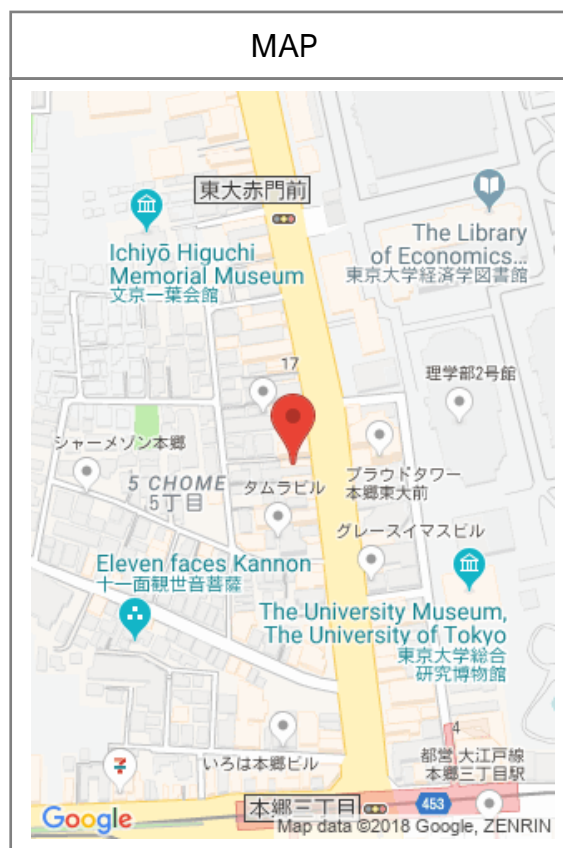 MAP
東大赤門前
Ichiyō Higuchi
Memorial Museum
文京一葉会館
The Library
of Economics...
東京大学経済学図書館
17
理学部2号館
シャーメゾン本郷
5 CHOME
5丁目
タムラビル
プラウドタワー
本郷東大前
グレースイマスビル
Eleven faces Kannon
十一面観世音菩薩
The University Museum,
The University of Tokyo
東京大学総合
研究博物館
4
いろは本郷ビル
都営 大江戸線
本郷三丁目駅
本郷三丁目
453
Google
Map data ©2018 Google, ZENRIN